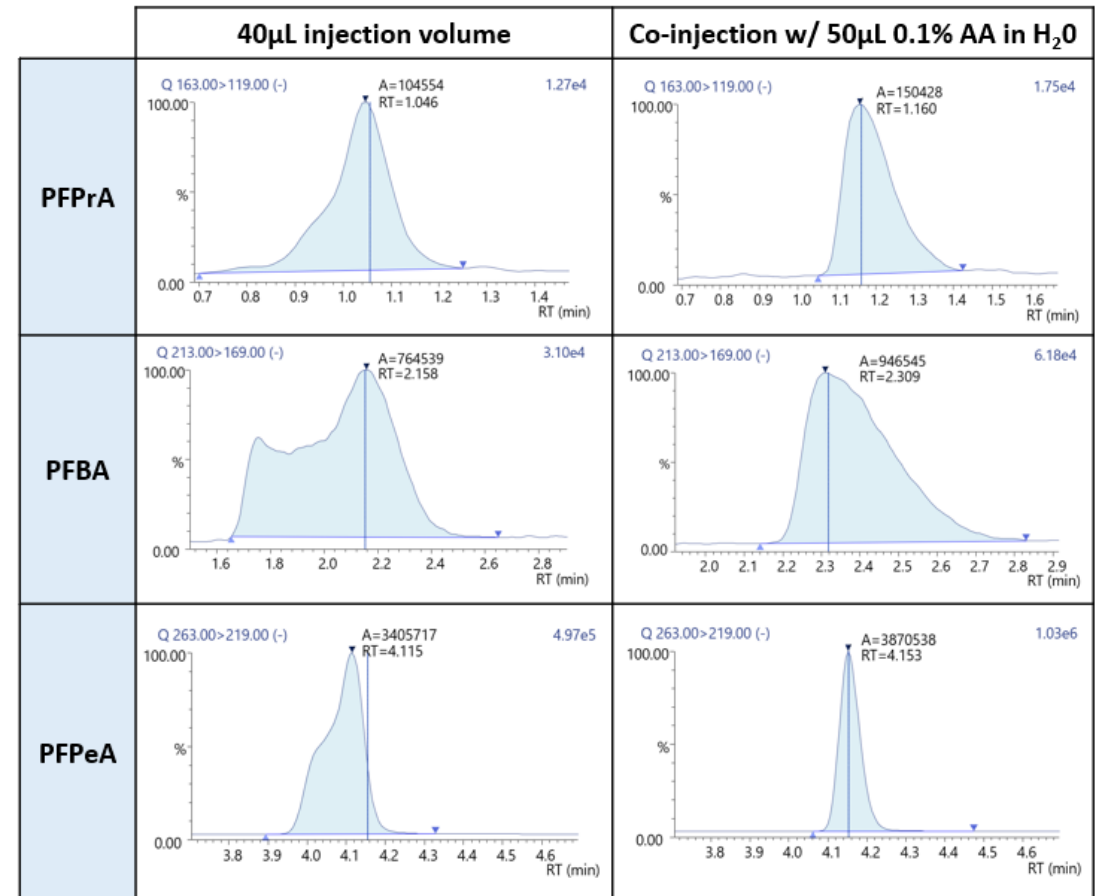 40µL injection volume
Co-injection w/ 50µL 0.1% AA in H₂0
PFPrA
Q 163.00>119.00 (-)
A=104554
RT=1.046
1.27e4
100.00
%
0.00
0.7 0.8 0.9 1.0 1.1 1.2 1.3 1.4
RT (min)
Q 163.00>119.00 (-)
A=150428
RT=1.160
1.75e4
100.00
%
0.00
0.7 0.8 0.9 1.0 1.1 1.2 1.3 1.4 1.5 1.6
RT (min)
PFBA
Q 213.00>169.00 (-)
A=764539
RT=2.158
3.10e4
100.00
%
0.00
1.6 1.8 2.0 2.2 2.4 2.6 2.8
RT (min)
Q 213.00>169.00 (-)
A=946545
RT=2.309
6.18e4
100.00
%
0.00
2.0 2.1 2.2 2.3 2.4 2.5 2.6 2.7 2.8 2.9
RT (min)
PFPeA
Q 263.00>219.00 (-)
A=3405717
RT=4.115
4.97e5
100.00
%
0.00
3.8 3.9 4.0 4.1 4.2 4.3 4.4 4.5 4.6
RT (min)
Q 263.00>219.00 (-)
A=3870538
RT=4.153
1.03e6
100.00
%
0.00
3.8 3.9 4.0 4.1 4.2 4.3 4.4 4.5 4.6
RT (min)